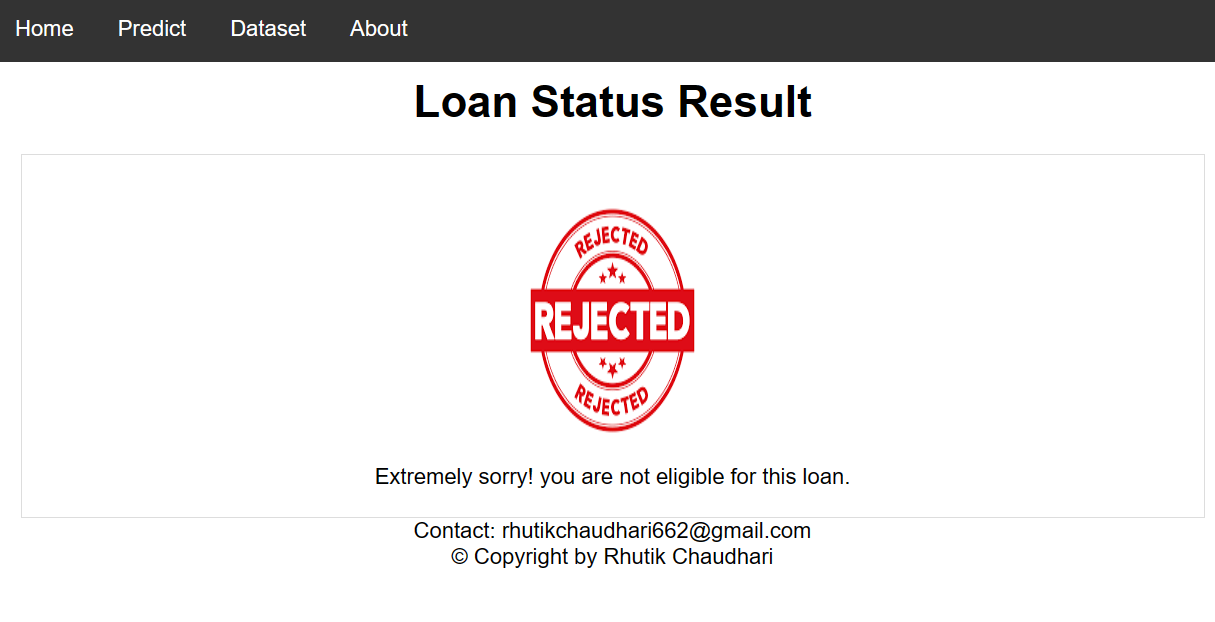 Home Predict Dataset About
Loan Status Result
REJECTED
REJECTED
REJECTED
Extremely sorry! you are not eligible for this loan.
Contact: rhutikchaudhari662@gmail.com
© Copyright by Rhutik Chaudhari